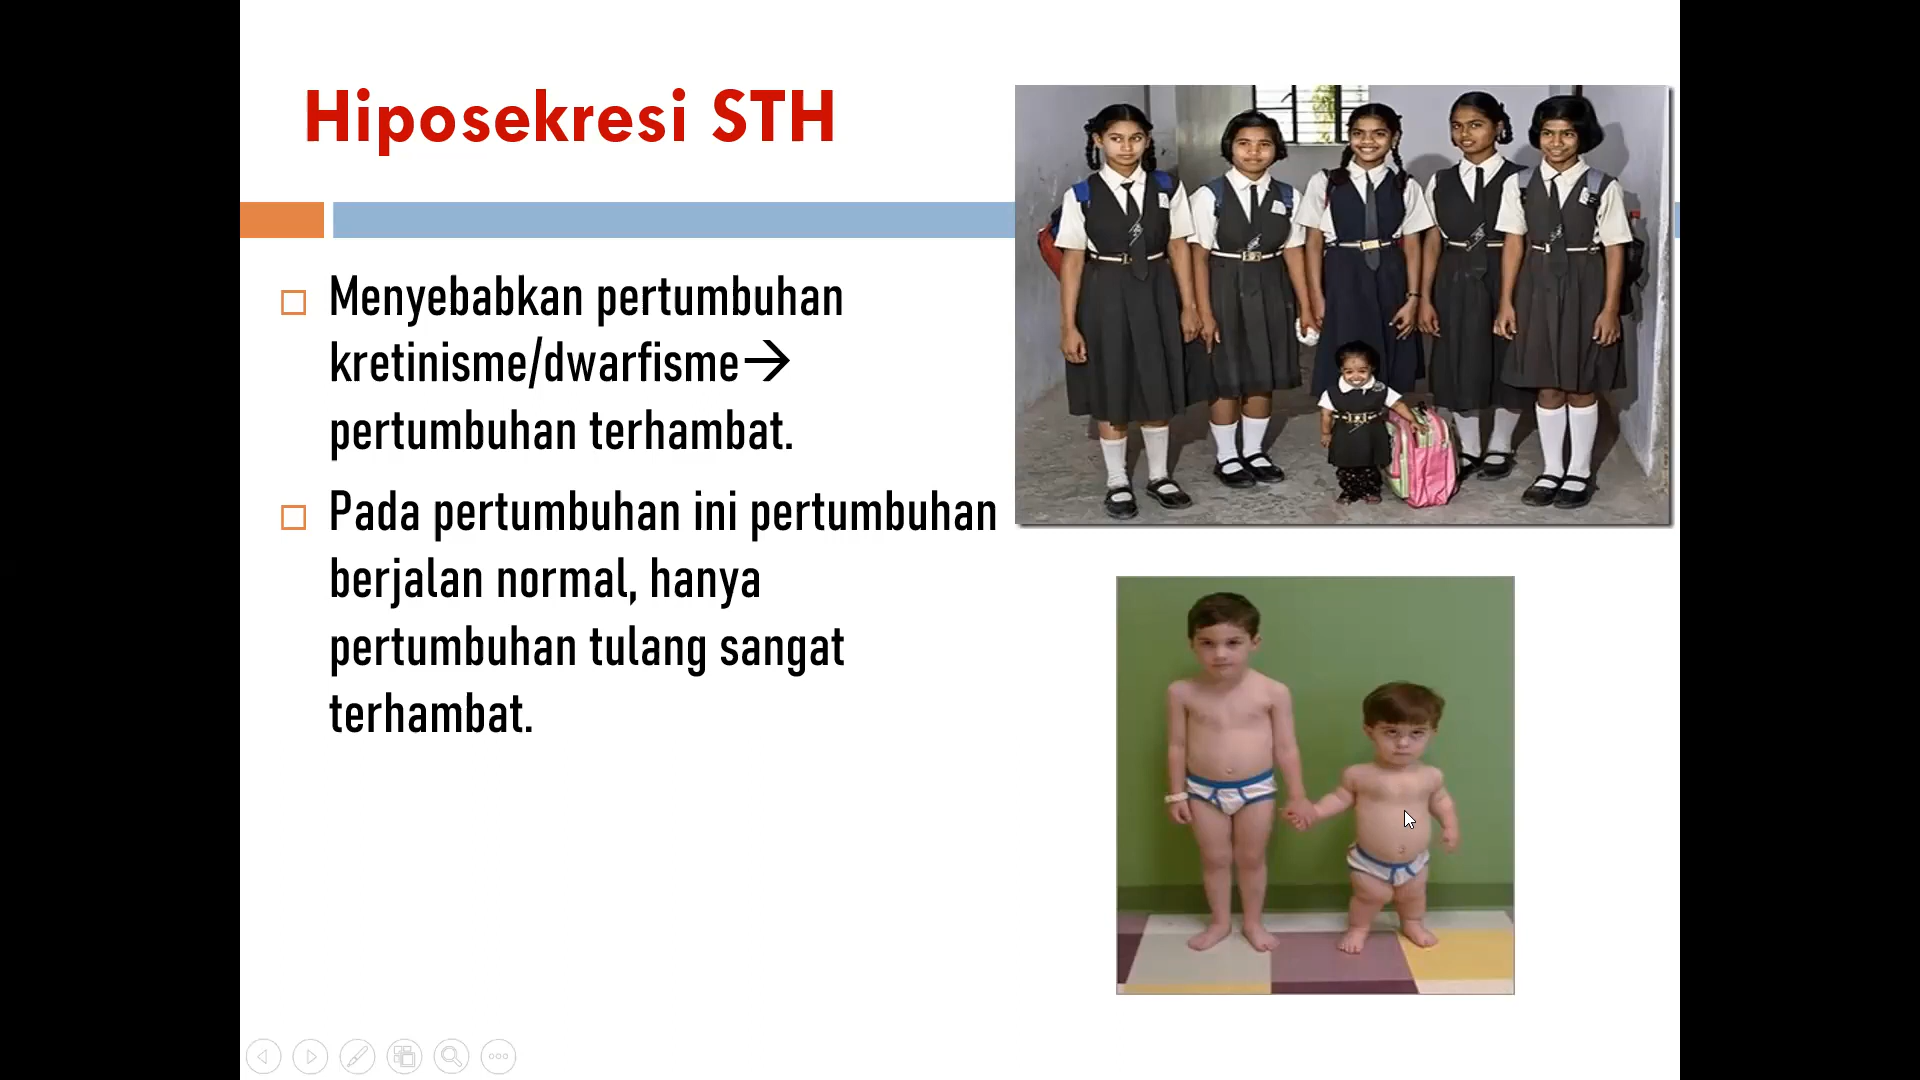 Hiposekresi STH
Menyebabkan pertumbuhan
kretinisme/dwarfisme→
pertumbuhan terhambat.
Pada pertumbuhan ini pertumbuhan
berjalan normal, hanya
pertumbuhan tulang sangat
terhambat.